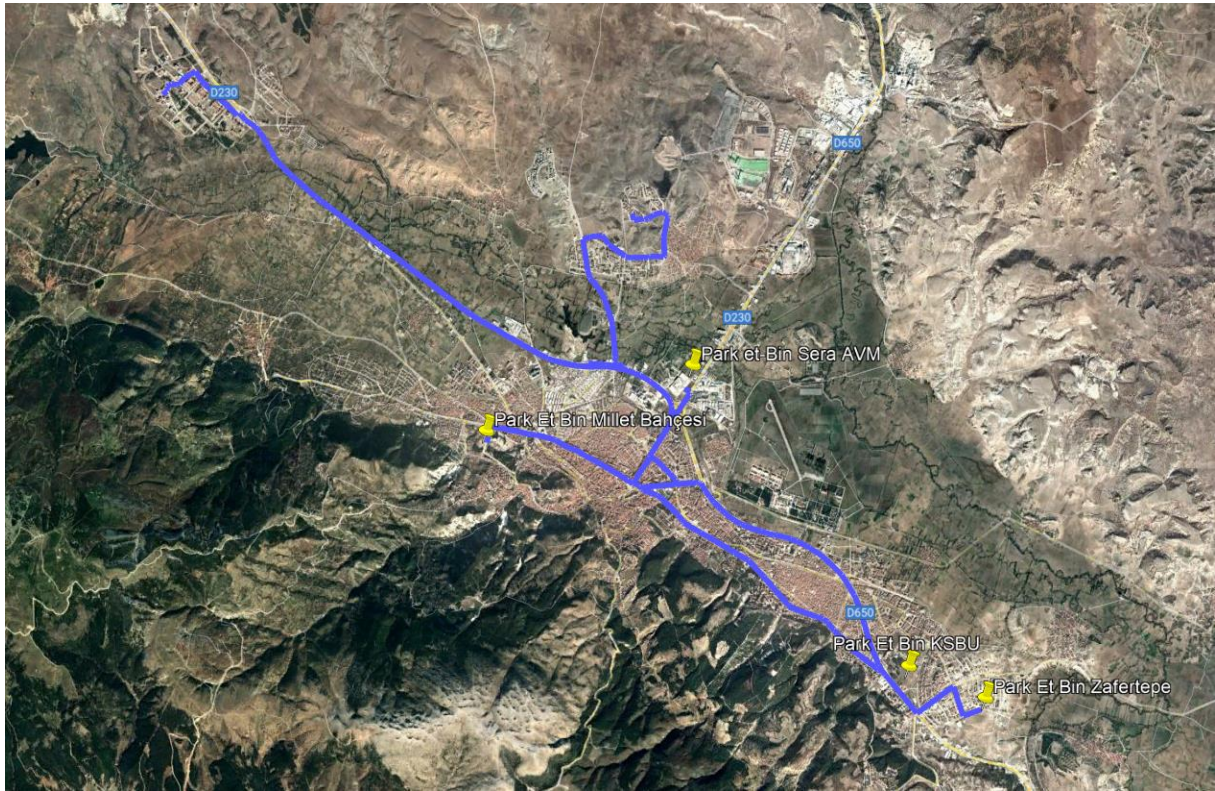 D230
D650
D230
Park et Bin Sera AVM
Park Et Bin Millet Bahçesi
D650
Park Et Bin KSBU
Park Et Bin Zafertepe